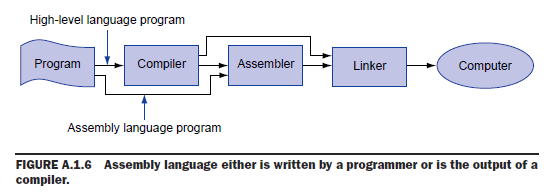 High-level language program
Program
Compiler
Assembler
Linker
Computer
Assembly language program
FIGURE A.1.6 Assembly language either is written by a programmer or is the output of a
compiler.